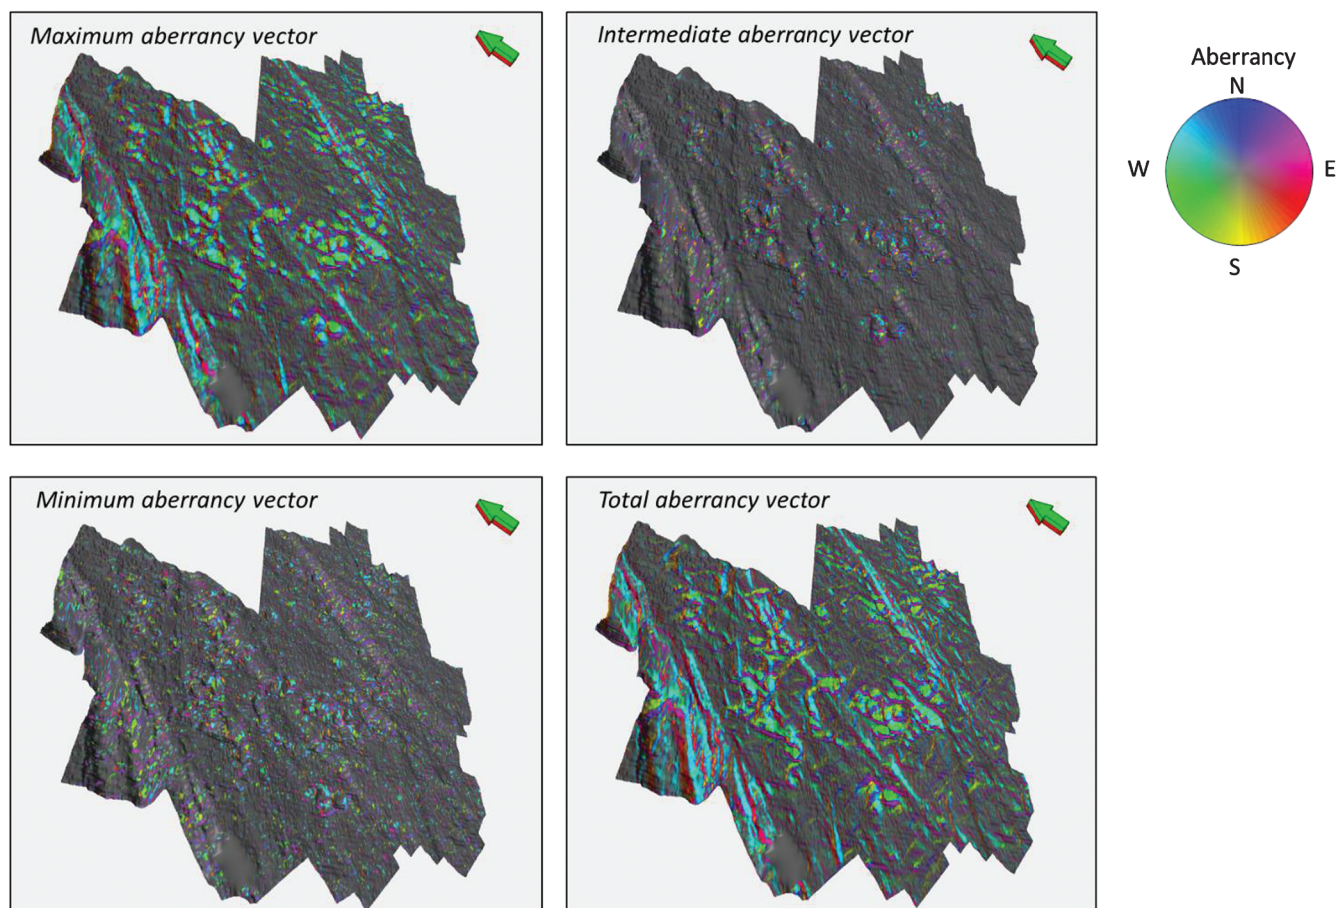 Maximum aberrancy vector
Intermediate aberrancy vector
Aberrancy
N
W
E
S
Minimum aberrancy vector
Total aberrancy vector